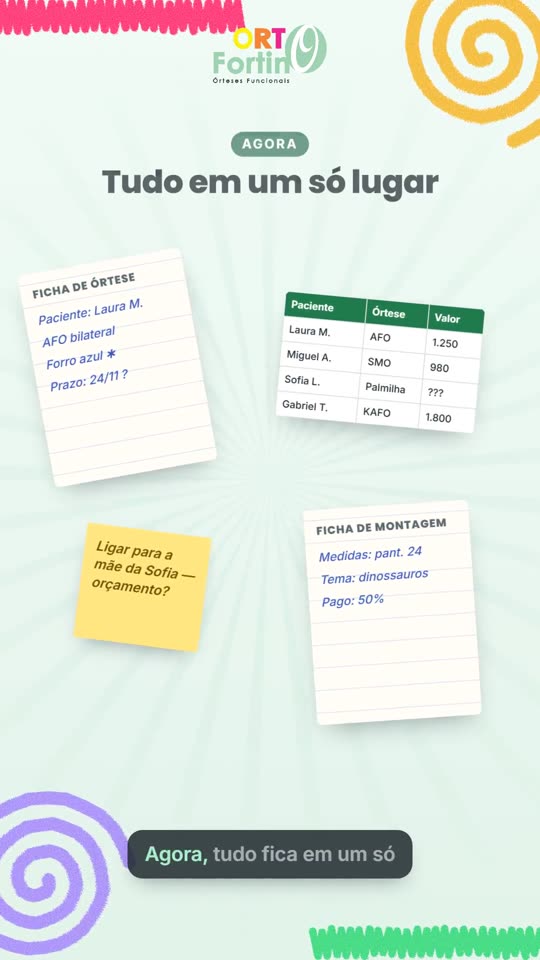 ORT
FortinO
Órteses Funcionais
AGORA
Tudo em um só lugar
FICHA DE ÓRTESE
Paciente: Laura M.
AFO bilateral
Forro azul ✱
Prazo: 24/11 ?
Paciente Órtese Valor
Laura M. AFO 1.250
Miguel A. SMO 980
Sofia L. Palmilha ???
Gabriel T. KAFO 1.800
Ligar para a
mãe da Sofia —
orçamento?
FICHA DE MONTAGEM
Medidas: pant. 24
Tema: dinossauros
Pago: 50%
Agora, tudo fica em um só